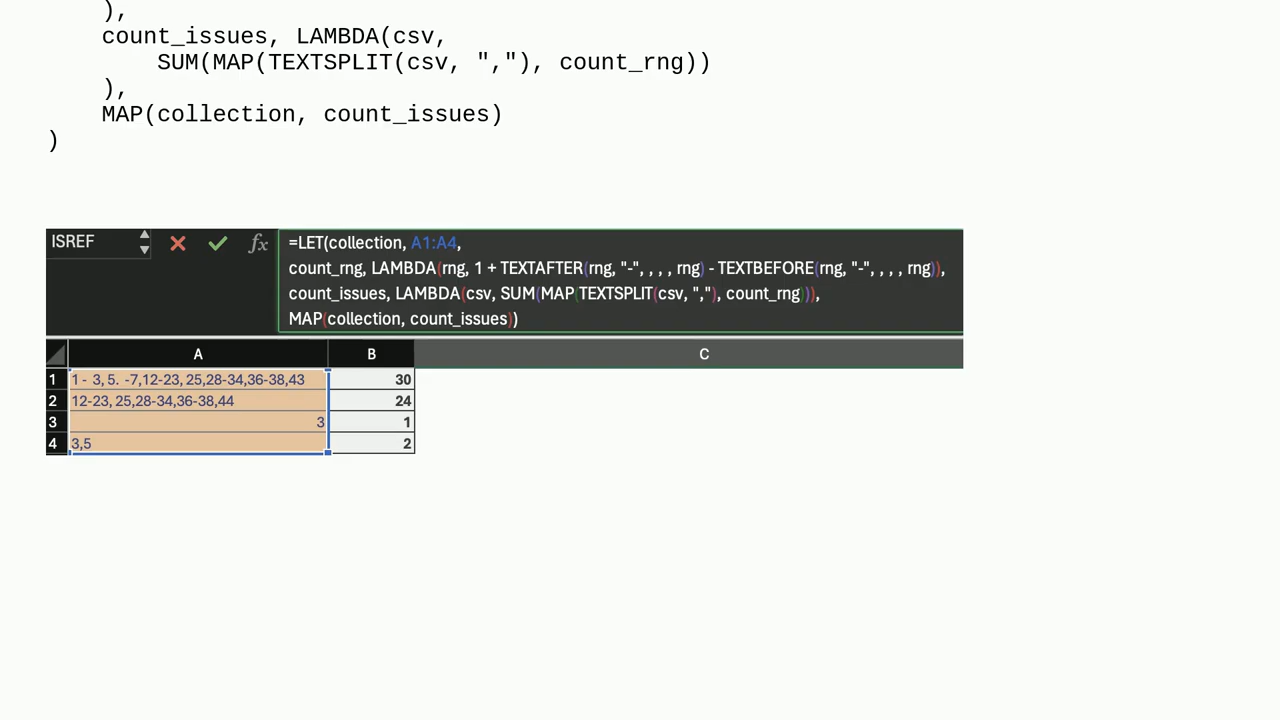 ),
count_issues, LAMBDA(csv,
SUM(MAP(TEXTSPLIT(csv, ","), count_rng))
),
MAP(collection, count_issues)
)
ISREF
fx
=LET(collection, A1:A4,
count_rng, LAMBDA(rng, 1 + TEXTAFTER(rng, "-", , , , rng) - TEXTBEFORE(rng, "-", , , , rng)),
count_issues, LAMBDA(csv, SUM(MAP(TEXTSPLIT(csv, ","), count_rng))),
MAP(collection, count_issues))
A B C
1 1 - 3, 5. -7,12-23, 25,28-34,36-38,43 30
2 12-23, 25,28-34,36-38,44 24
3 3 1
4 3,5 2